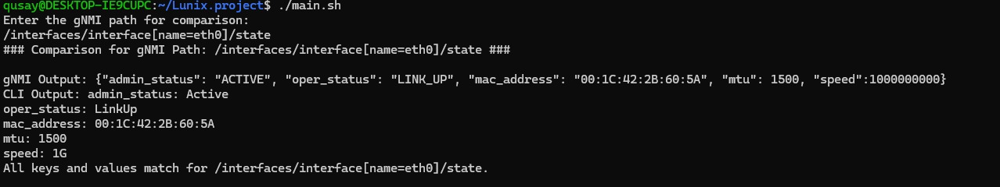 qusay@DESKTOP-IE9CUPC:~/Lunix.project$ ./main.sh
Enter the gNMI path for comparison:
/interfaces/interface[name=eth0]/state
### Comparison for gNMI Path: /interfaces/interface[name=eth0]/state ###
gNMI Output: {"admin_status": "ACTIVE", "oper_status": "LINK_UP", "mac_address": "00:1C:42:2B:60:5A", "mtu": 1500, "speed":1000000000}
CLI Output: admin_status: Active
oper_status: LinkUp
mac_address: 00:1C:42:2B:60:5A
mtu: 1500
speed: 1G
All keys and values match for /interfaces/interface[name=eth0]/state.